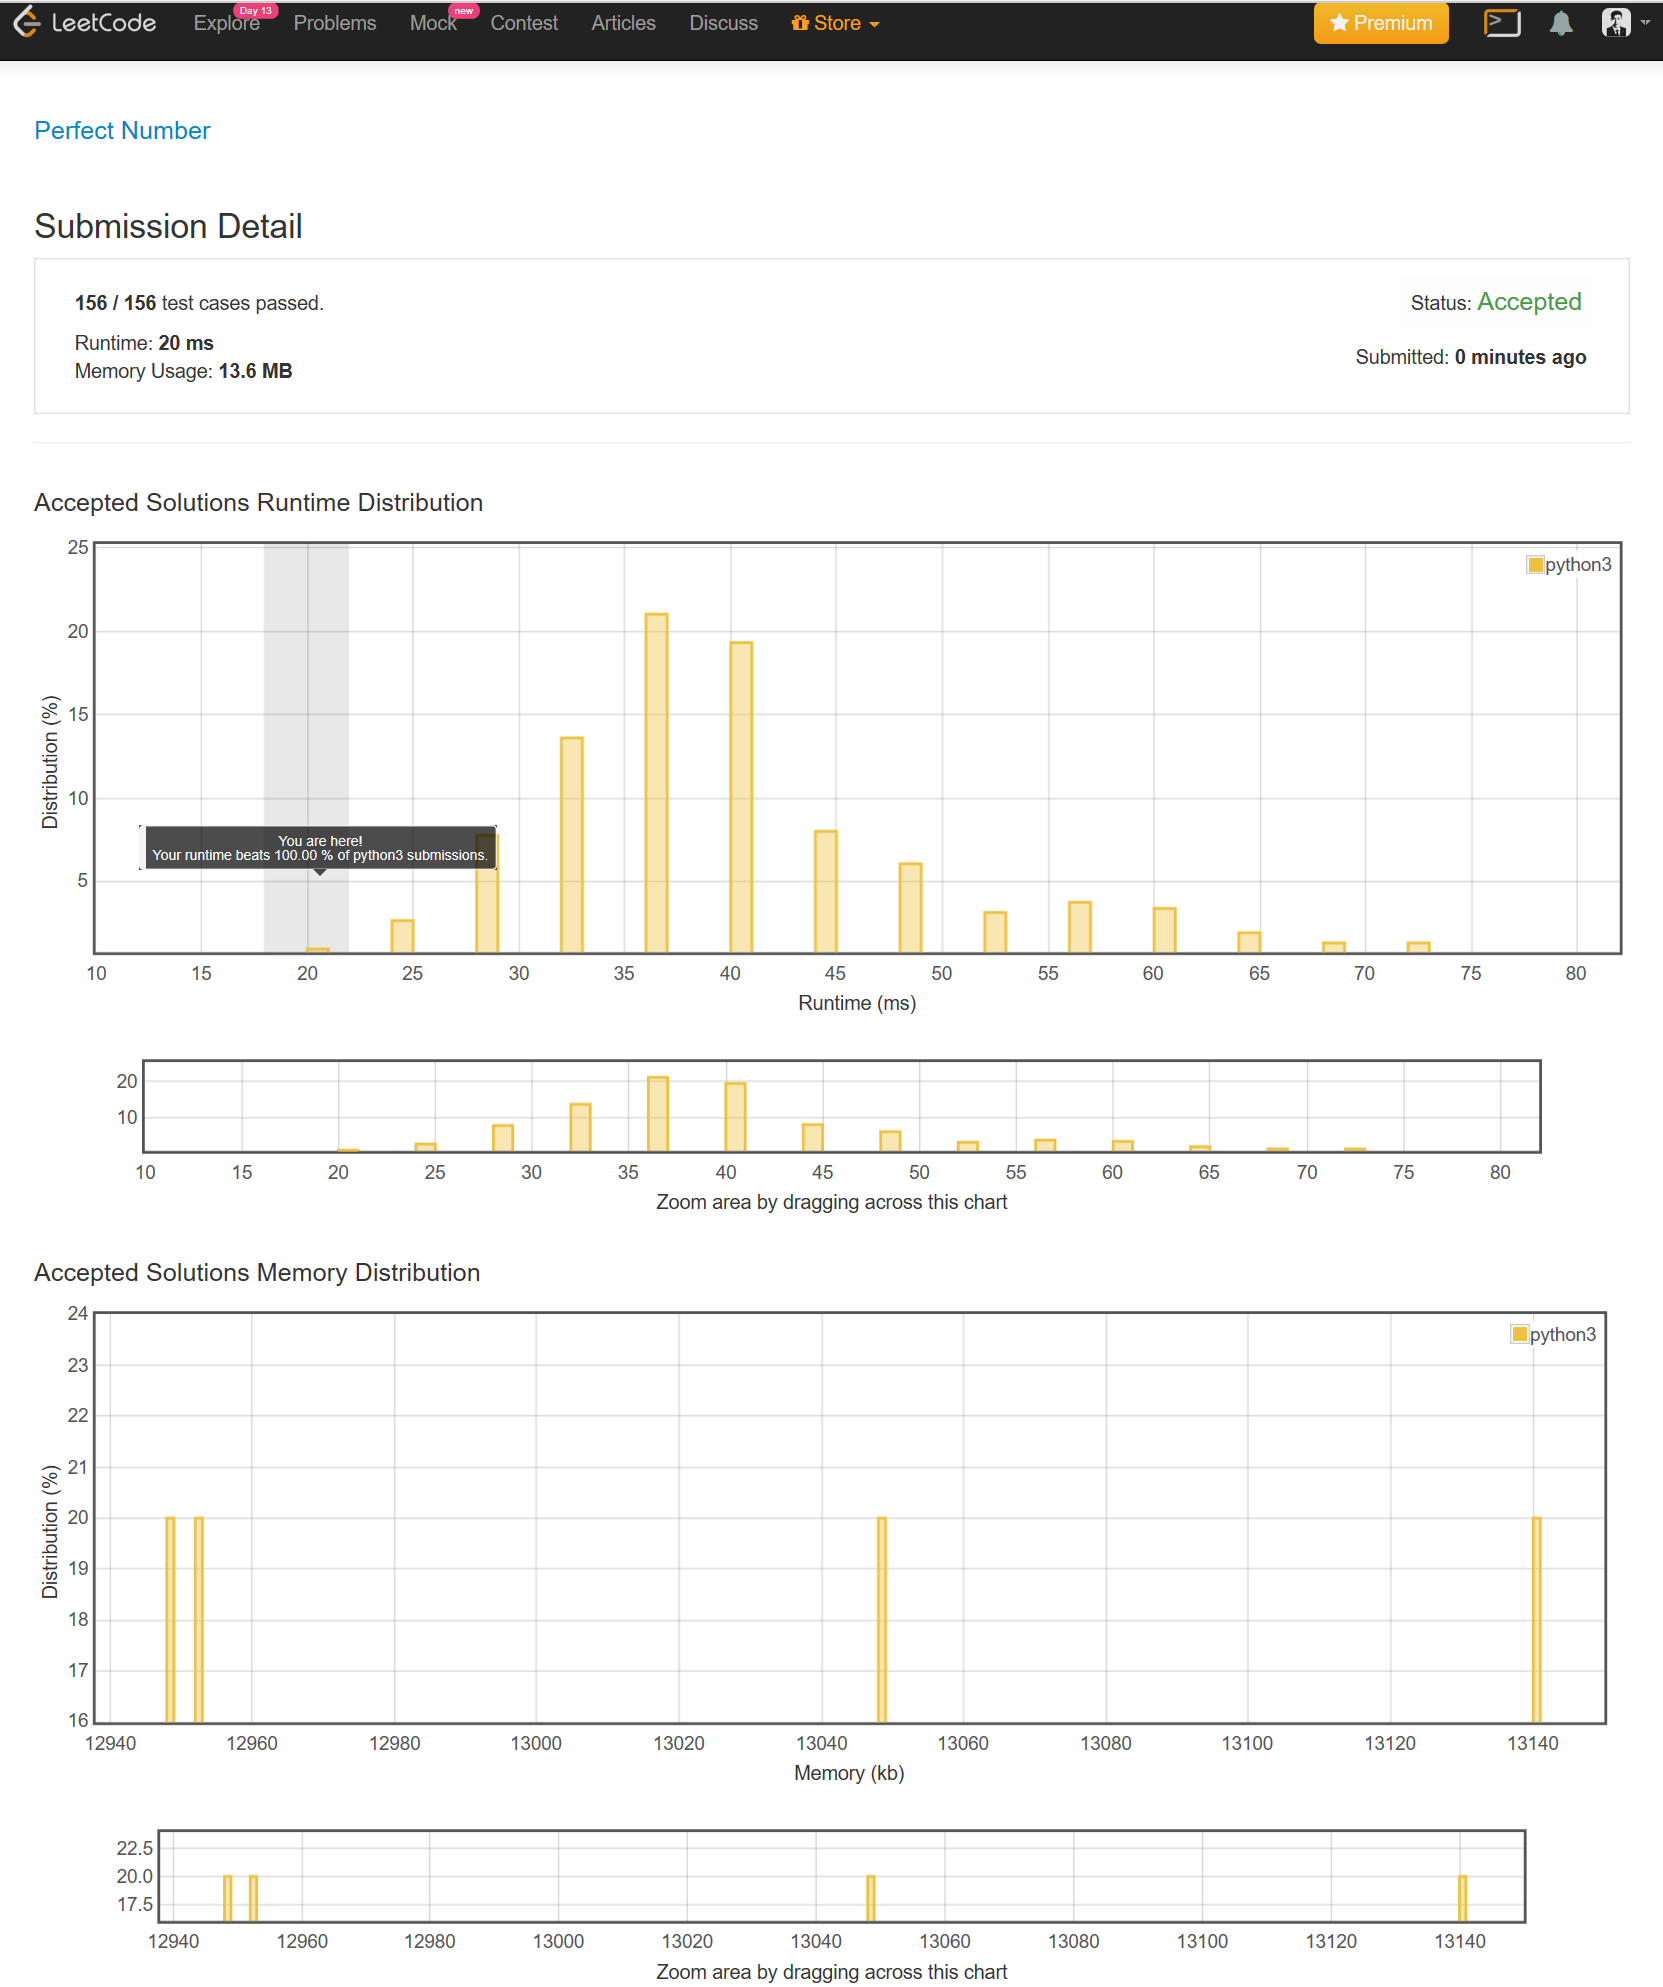 LeetCode Explore Day 13 Problems Mock new Contest Articles Discuss Store Premium
Perfect Number
Submission Detail
156 / 156 test cases passed.
Status: Accepted
Runtime: 20 ms
Submitted: 0 minutes ago
Memory Usage: 13.6 MB
Accepted Solutions Runtime Distribution
25
20
15
10
5
Distribution (%)
python3
You are here!
Your runtime beats 100.00 % of python3 submissions.
10 15 20 25 30 35 40 45 50 55 60 65 70 75 80
Runtime (ms)
20
10
10 15 20 25 30 35 40 45 50 55 60 65 70 75 80
Zoom area by dragging across this chart
Accepted Solutions Memory Distribution
24
23
22
21
20
19
18
17
16
Distribution (%)
python3
12940 12960 12980 13000 13020 13040 13060 13080 13100 13120 13140
Memory (kb)
22.5
20.0
17.5
12940 12960 12980 13000 13020 13040 13060 13080 13100 13120 13140
Zoom area by dragging across this chart